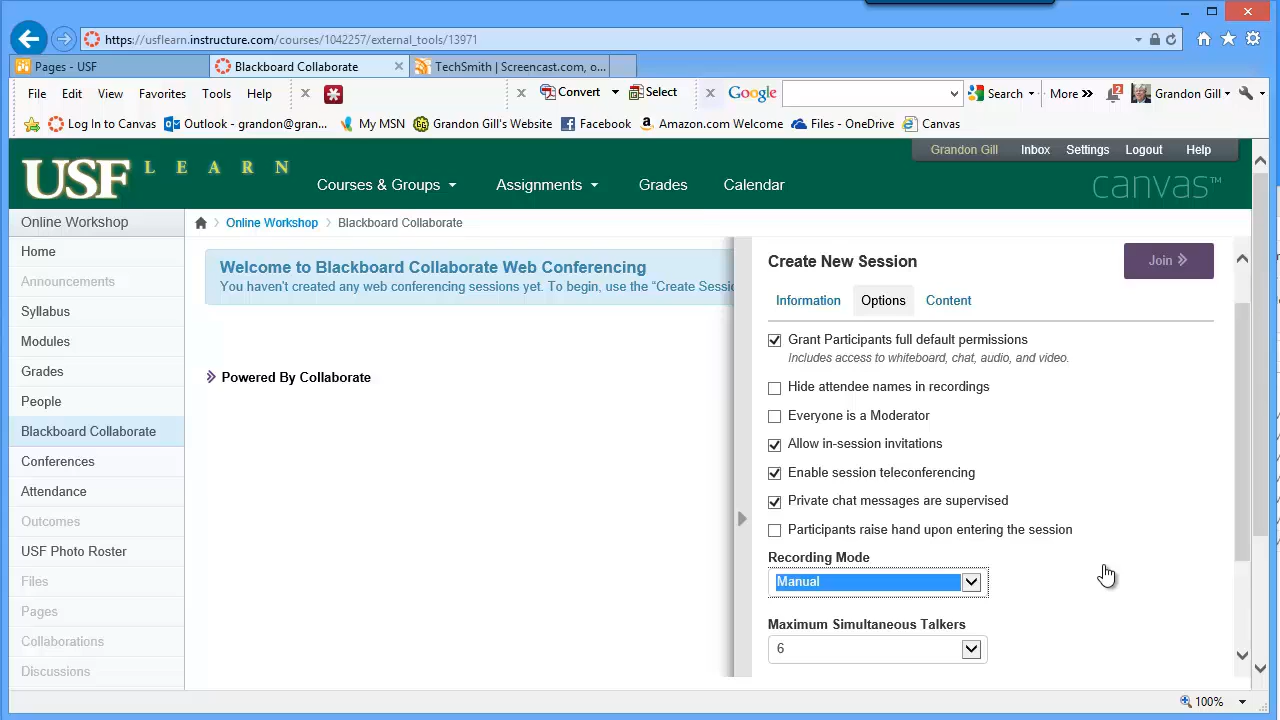 https://usflearn.instructure.com/courses/1042257/external_tools/13971
Pages - USF
Blackboard Collaborate
TechSmith | Screencast.com, o...
File Edit View Favorites Tools Help
Convert
Select
Google
Search
More
2
Grandon Gill
Log In to Canvas
Outlook - grandon@gran...
My MSN
Grandon Gill's Website
Facebook
Amazon.com Welcome
Files - OneDrive
Canvas
Grandon Gill Inbox Settings Logout Help
USF LEARN
Courses & Groups
Assignments
Grades
Calendar
canvas™
Online Workshop
Online Workshop
Blackboard Collaborate
Home
Announcements
Syllabus
Modules
Grades
People
Blackboard Collaborate
Conferences
Attendance
Outcomes
USF Photo Roster
Files
Pages
Collaborations
Discussions
Welcome to Blackboard Collaborate Web Conferencing
You haven't created any web conferencing sessions yet. To begin, use the “Create Sessi
Powered By Collaborate
Create New Session
Join
Information
Options
Content
Grant Participants full default permissions
Includes access to whiteboard, chat, audio, and video.
Hide attendee names in recordings
Everyone is a Moderator
Allow in-session invitations
Enable session teleconferencing
Private chat messages are supervised
Participants raise hand upon entering the session
Recording Mode
Manual
Maximum Simultaneous Talkers
6
100%